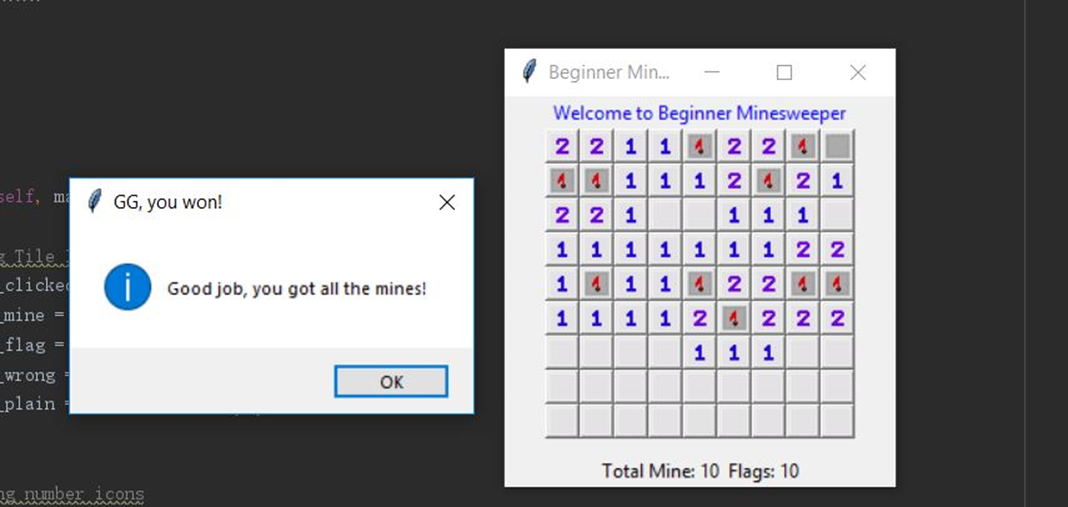 Beginner Min...
Welcome to Beginner Minesweeper
2 2 1 1 2 2
1 1 1 2 2 1
2 2 1 1 1 1
1 1 1 1 1 1 1 2 2
1 1 1 2 2
1 1 1 1 2 2 2 2
1 1 1
Total Mine: 10 Flags: 10
GG, you won!
Good job, you got all the mines!
OK
self, ma
g Tile
_clicked
_mine =
_flag =
_wrong =
_plain =
ng number icons